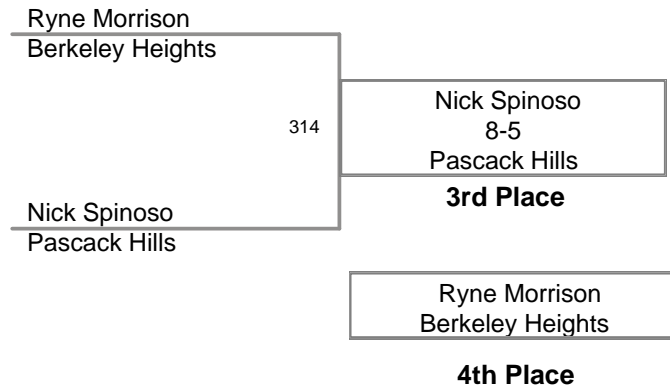 Ryne Morrison
Berkeley Heights
314
Nick Spinoso
8-5
Pascack Hills
3rd Place
Nick Spinoso
Pascack Hills
Ryne Morrison
Berkeley Heights
4th Place